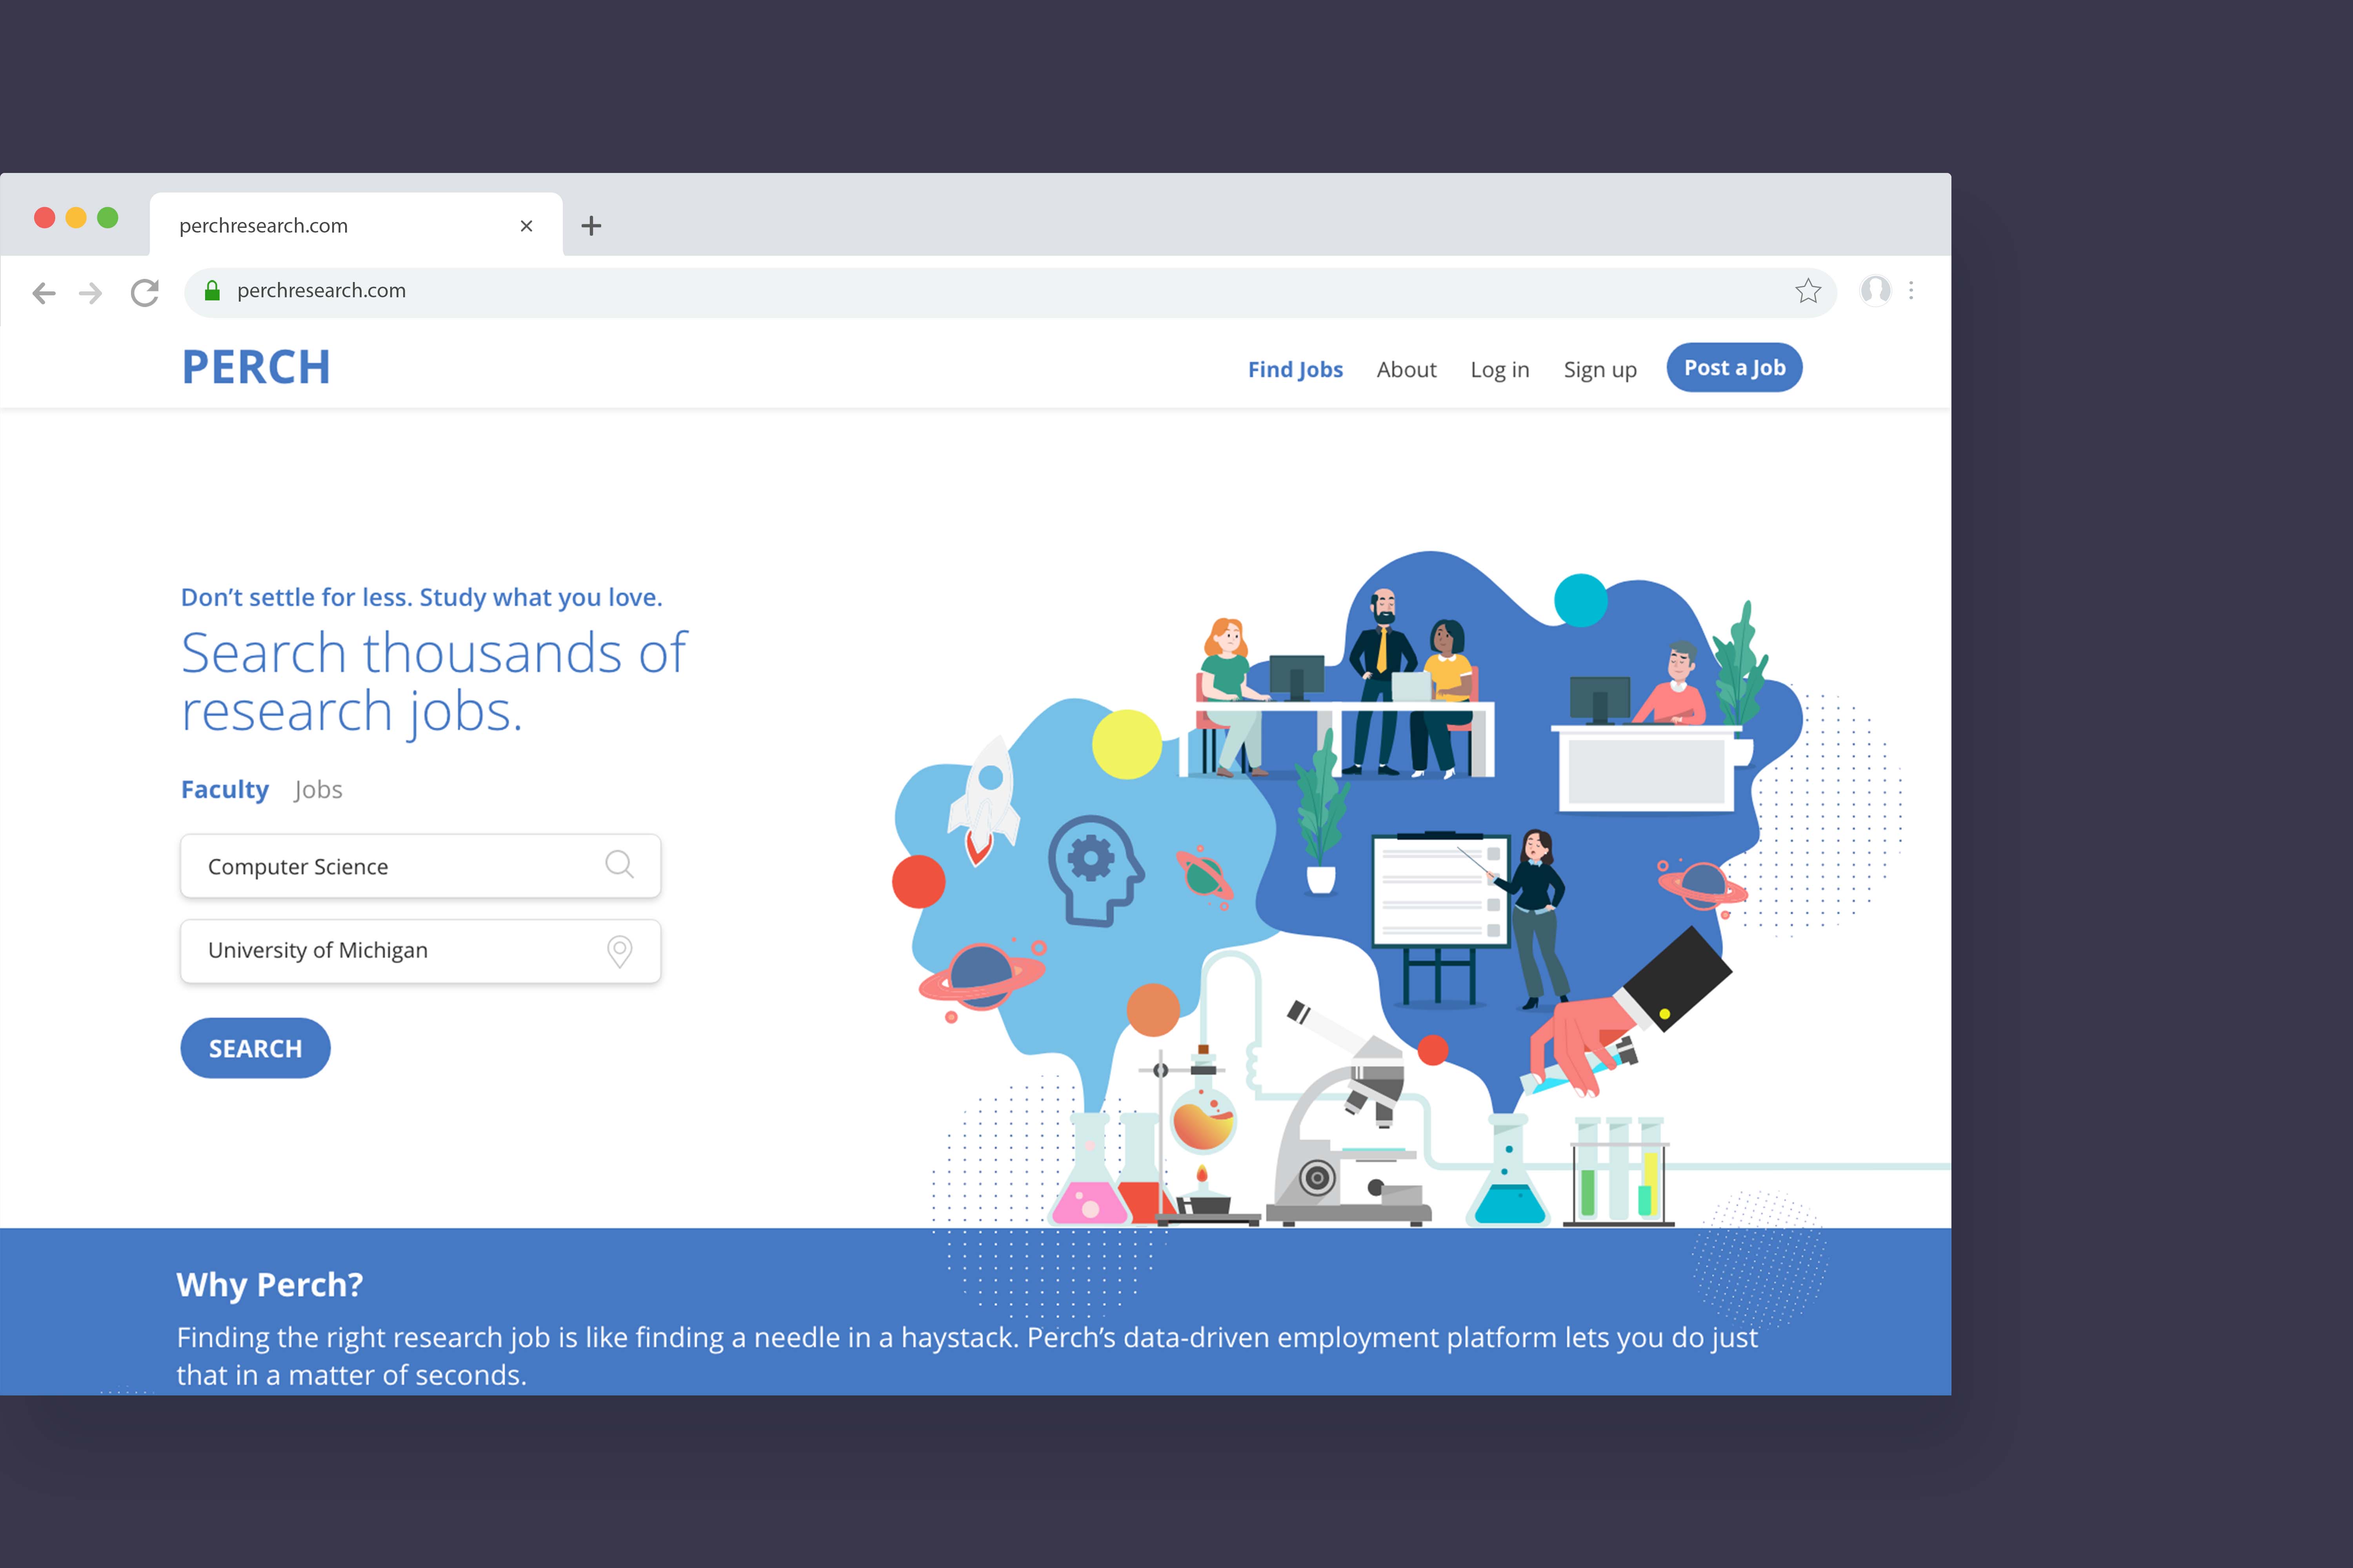 perchresearch.com
perchresearch.com
PERCH
Find Jobs About Log in Sign up Post a Job
Don’t settle for less. Study what you love.
Search thousands of
research jobs.
Faculty Jobs
Computer Science
University of Michigan
SEARCH
Why Perch?
Finding the right research job is like finding a needle in a haystack. Perch’s data-driven employment platform lets you do just
that in a matter of seconds.